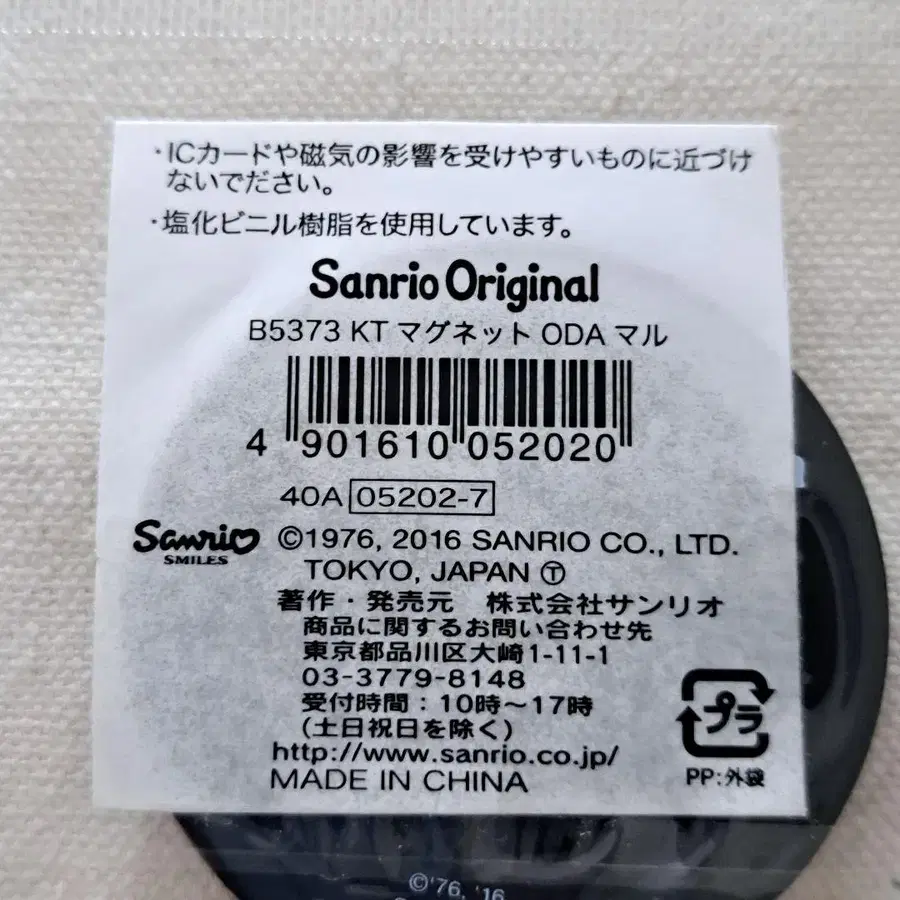 ・ICカードや磁気の影響を受けやすいものに近づけ
ないでださい。
・塩化ビニル樹脂を使用しています。
Sanrio Original
B5373 KT マグネット ODA マル
4 901610 052020
40A 05202-7
Sanrio
SMILES
©1976, 2016 SANRIO CO., LTD.
TOKYO, JAPAN Ⓣ
著作・発売元 株式会社サンリオ
商品に関するお問い合わせ先
東京都品川区大崎1-11-1
03-3779-8148
受付時間：10時～17時
(土日祝日を除く)
http://www.sanrio.co.jp/
MADE IN CHINA
プラ
PP:外袋
©'76, '16